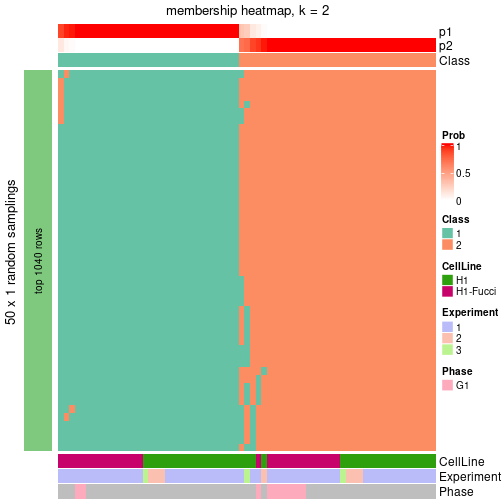 membership heatmap, k = 2
p1
p2
Class
50 x 1 random samplings
top 1040 rows
Prob
1
0.5
0
Class
1
2
CellLine
H1
H1-Fucci
Experiment
1
2
3
Phase
G1
CellLine
Experiment
Phase